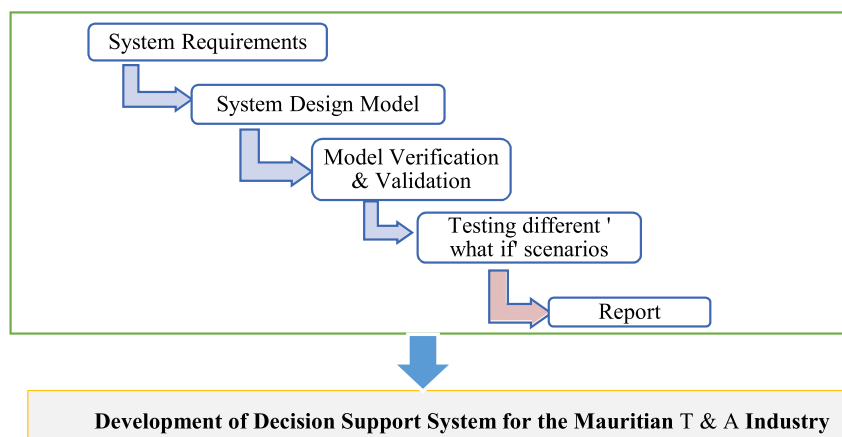 System Requirements
System Design Model
Model Verification
& Validation
Testing different '
what if' scenarios
Report
Development of Decision Support System for the Mauritian T & A Industry